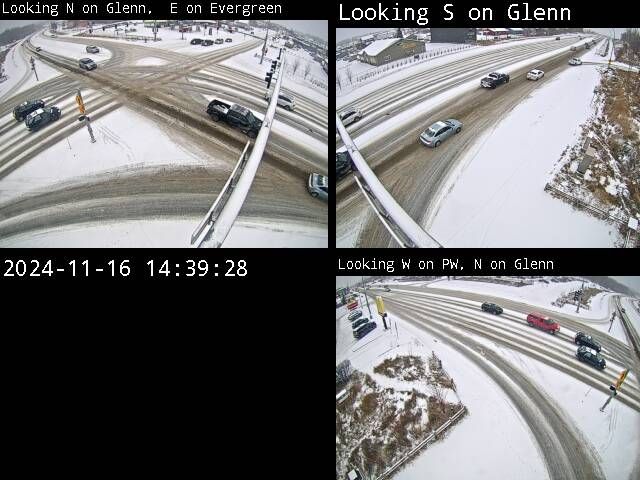 Looking N on Glenn,  E on Evergreen
Looking S on Glenn
2024-11-16 14:39:28
Looking W on PW, N on Glenn